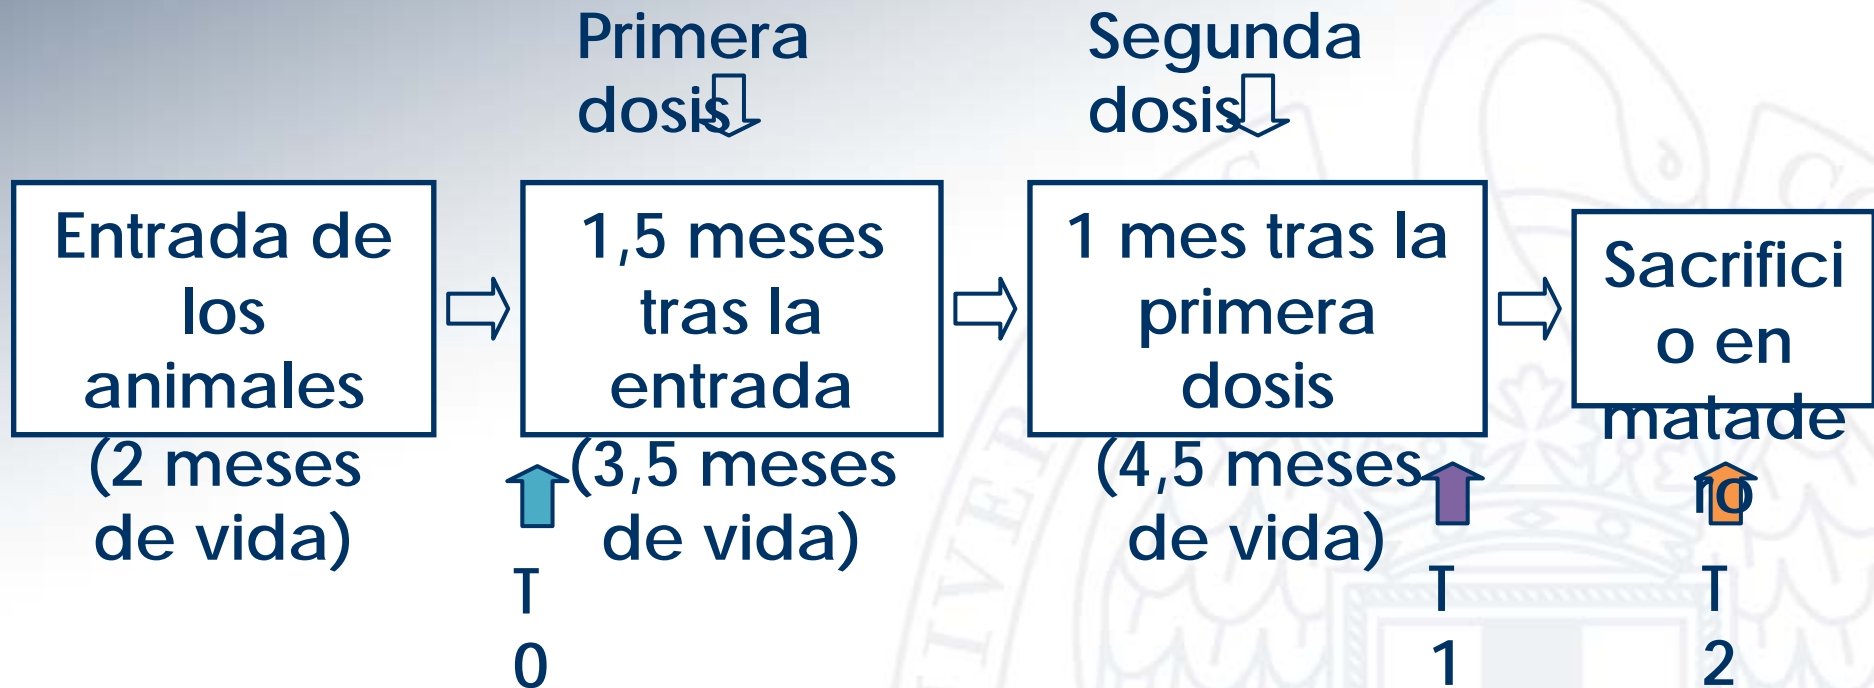 Primera
dosis
Segunda
dosis
Entrada de
los
animales
(2 meses
de vida)
1,5 meses
tras la
entrada
(3,5 meses
de vida)
1 mes tras la
primera
dosis
(4,5 meses
de vida)
Sacrifici
o en
matade
ro
T
0
T
1
T
2